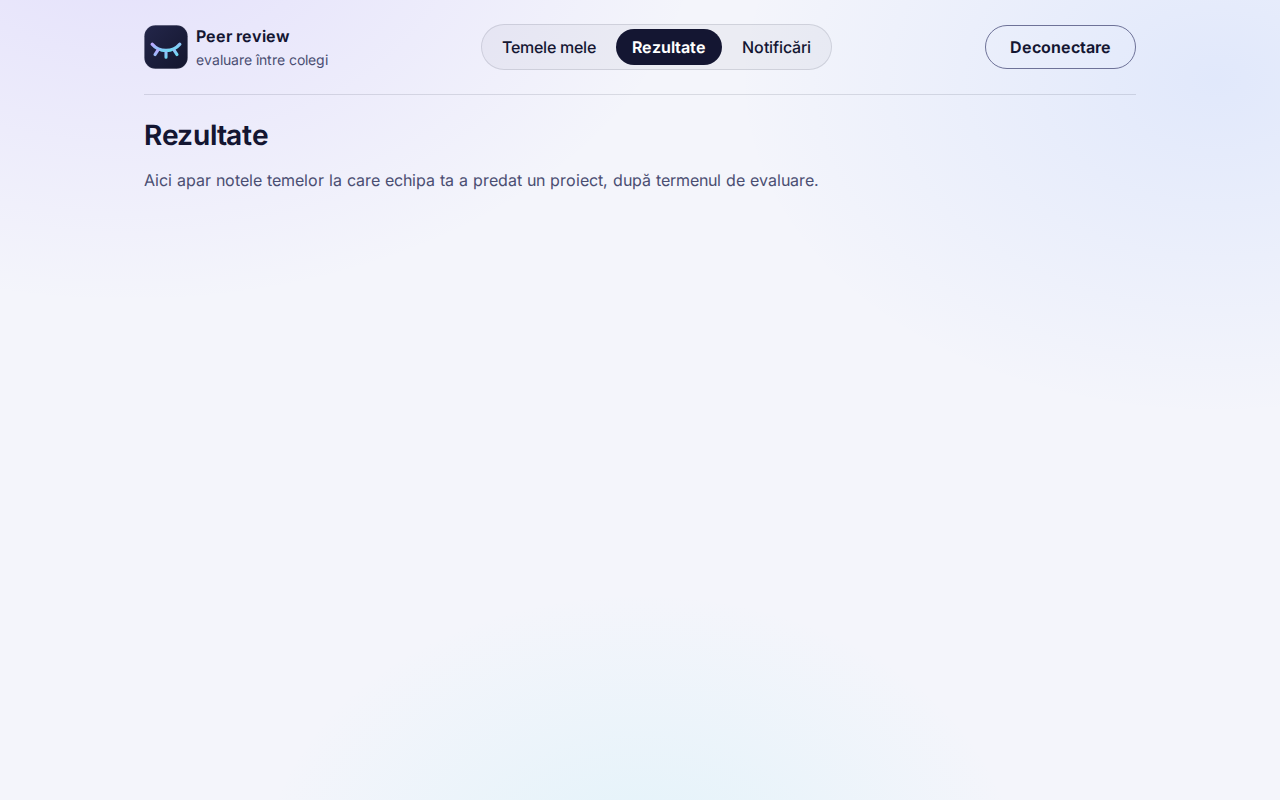 Peer review
evaluare între colegi
Temele mele
Rezultate
Notificări
Deconectare
Rezultate
Aici apar notele temelor la care echipa ta a predat un proiect, după termenul de evaluare.